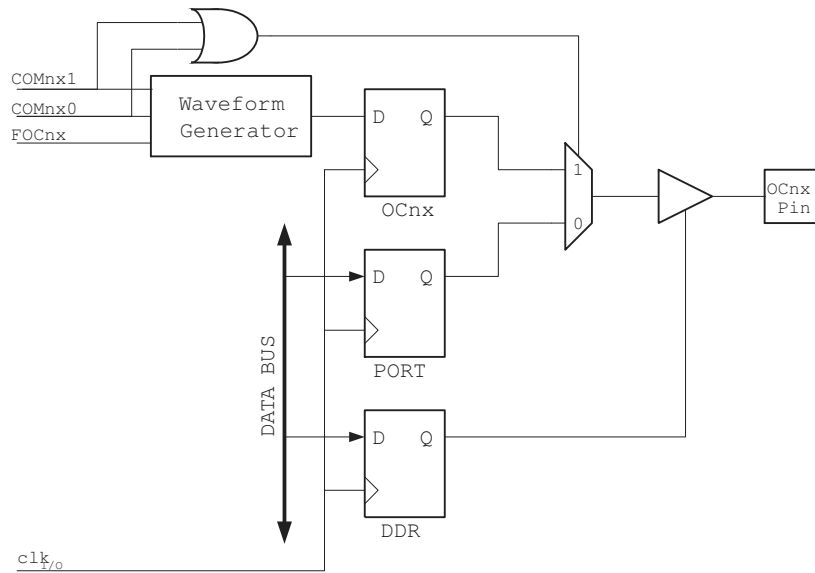 COMnx1
COMnx0
FOCnx
Waveform
Generator
D Q
OCnx
1
0
OCnx
Pin
D Q
PORT
DATA BUS
D Q
DDR
clkI/O